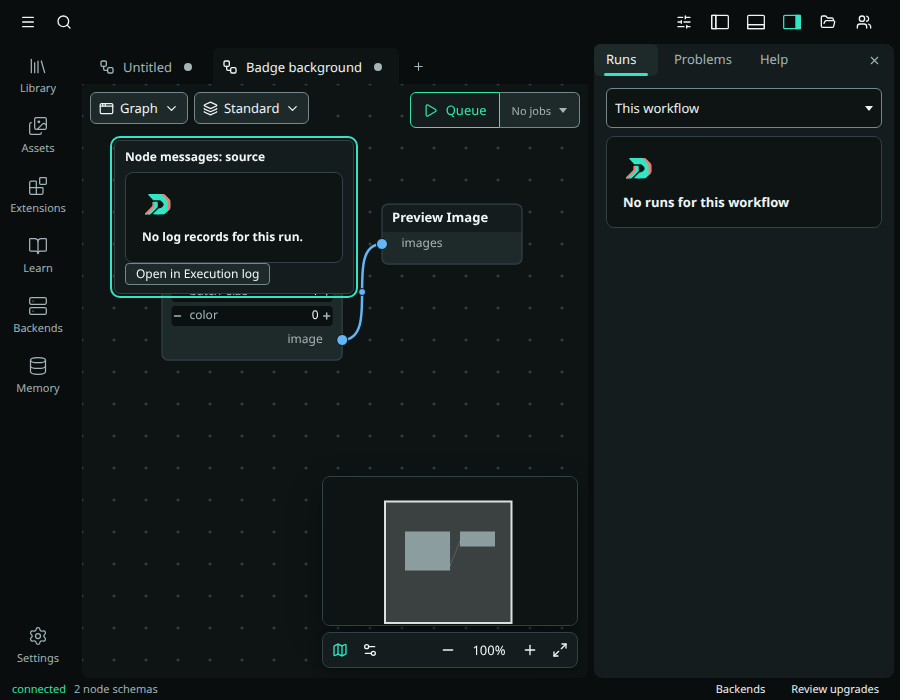 Untitled
Badge background
Runs
Problems
Help
Library
Assets
Extensions
Learn
Backends
Memory
Settings
Graph
Standard
Queue
No jobs
This workflow
No runs for this workflow
Node messages: source
No log records for this run.
Open in Execution log
Preview Image
images
color
0
image
100%
connected
2 node schemas
Backends
Review upgrades